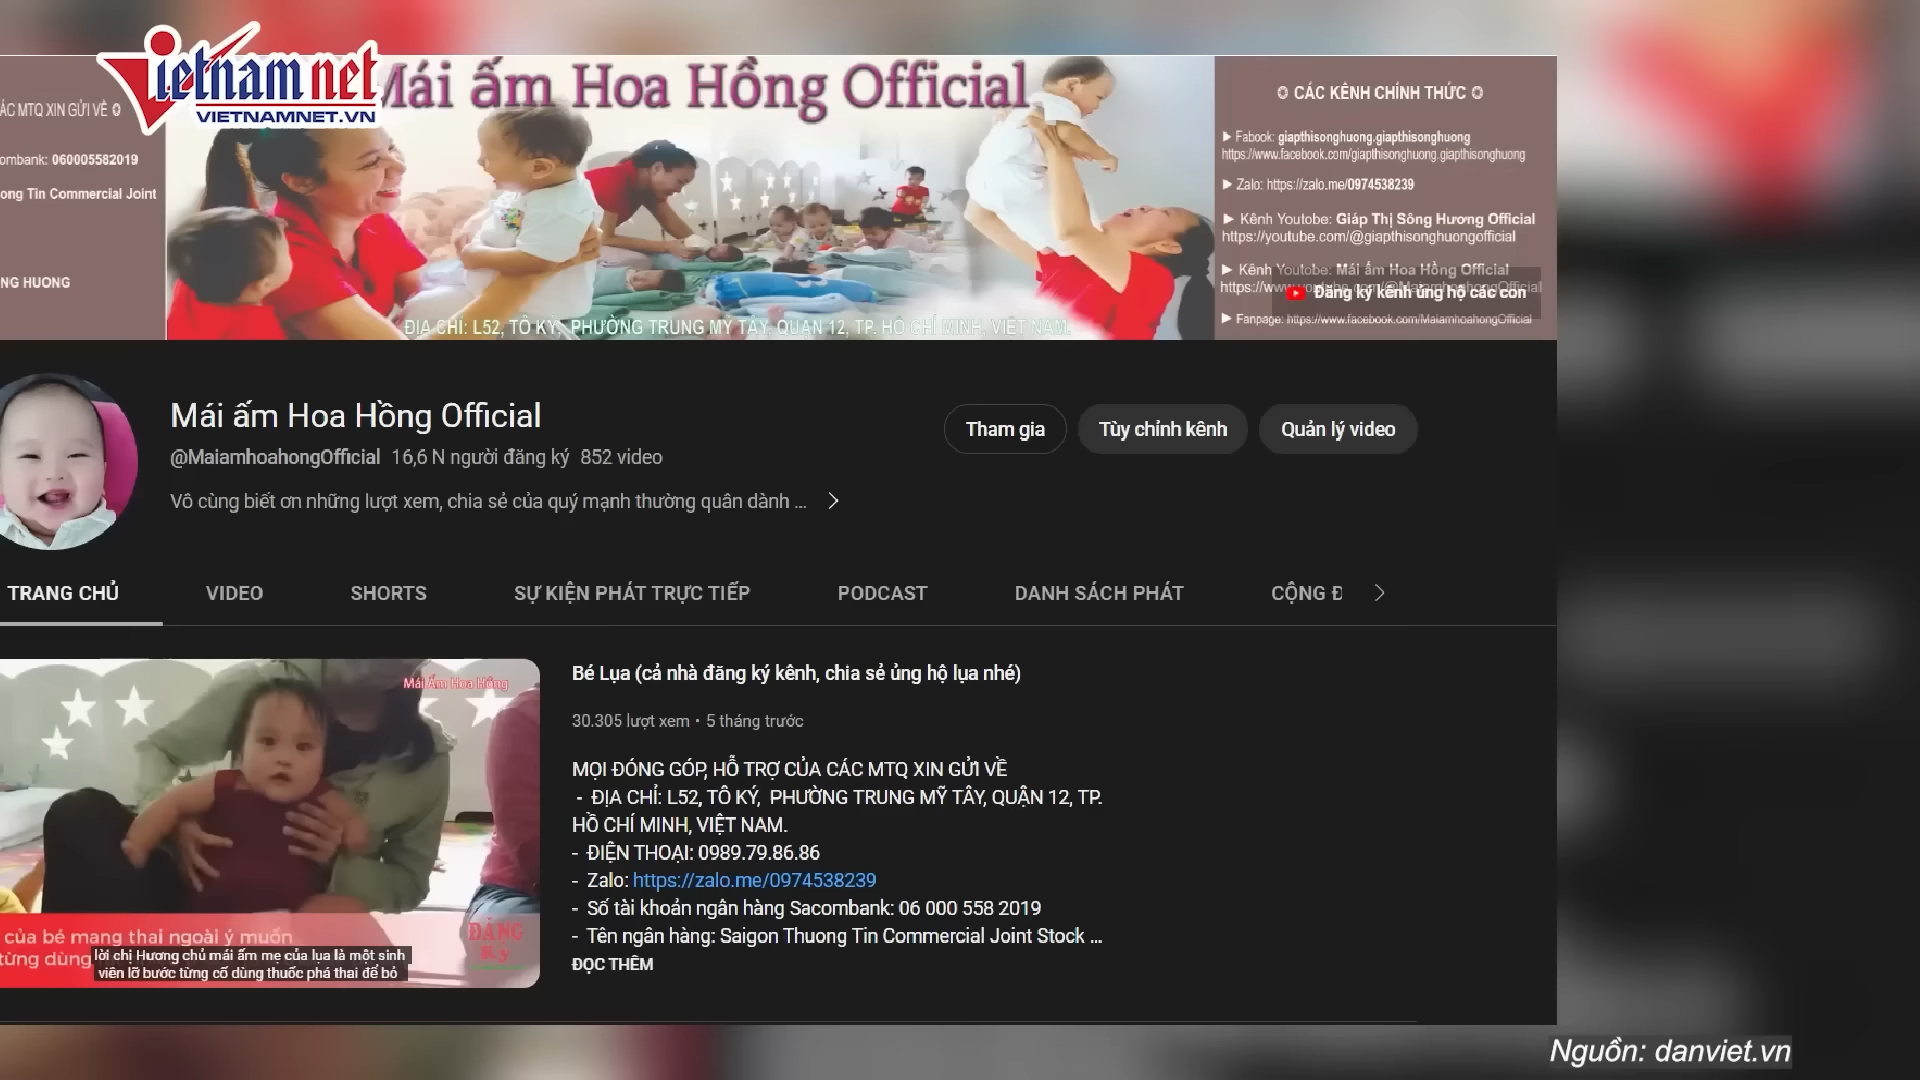 Vietnamnet
VIETNAMNET.VN
Mái ấm Hoa Hồng Official
ÁC MTQ XIN GỬI VỀ
ombank: 060005582019
ong Tin Commercial Joint
NG HUONG
ĐỊA CHỈ: L52, TÔ KÝ, PHƯỜNG TRUNG MỸ TÂY, QUẬN 12, TP. HỒ CHÍ MINH, VIỆT NAM.
✪ CÁC KÊNH CHÍNH THỨC ✪
▶ Fabook: giapthisonghuong.giapthisonghuong
https://www.facebook.com/giapthisonghuong.giapthisonghuong
▶ Zalo: https://zalo.me/0974538239
▶ Kênh Youtobe: Giáp Thị Sông Hương Official
https://youtube.com/@giapthisonghuongofficial
▶ Kênh Youtobe: Mái ấm Hoa Hồng Official
https://www.youtube.com/@MaiamhoahongOfficial
Đăng ký kênh ủng hộ các con
▶ Fanpage: https://www.facebook.com/MaiamhoahongOfficial
Mái ấm Hoa Hồng Official
@MaiamhoahongOfficial 16,6 N người đăng ký 852 video
Vô cùng biết ơn những lượt xem, chia sẻ của quý mạnh thường quân dành ...
Tham gia
Tùy chỉnh kênh
Quản lý video
TRANG CHỦ VIDEO SHORTS SỰ KIỆN PHÁT TRỰC TIẾP PODCAST DANH SÁCH PHÁT CỘNG Đ
Mái Ấm Hoa Hồng
của bé mang thai ngoài ý muốn
từng dùng
lời chị Hương chủ mái ấm mẹ của lụa là một sinh
viên lỡ bước từng cố dùng thuốc phá thai để bỏ
ĐĂNG
Ký
Bé Lụa (cả nhà đăng ký kênh, chia sẻ ủng hộ lụa nhé)
30.305 lượt xem • 5 tháng trước
MỌI ĐÓNG GÓP, HỖ TRỢ CỦA CÁC MTQ XIN GỬI VỀ
- ĐỊA CHỈ: L52, TÔ KÝ, PHƯỜNG TRUNG MỸ TÂY, QUẬN 12, TP.
HỒ CHÍ MINH, VIỆT NAM.
- ĐIỆN THOẠI: 0989.79.86.86
- Zalo: https://zalo.me/0974538239
- Số tài khoản ngân hàng Sacombank: 06 000 558 2019
- Tên ngân hàng: Saigon Thuong Tin Commercial Joint Stock ...
ĐỌC THÊM
Nguồn: danviet.vn